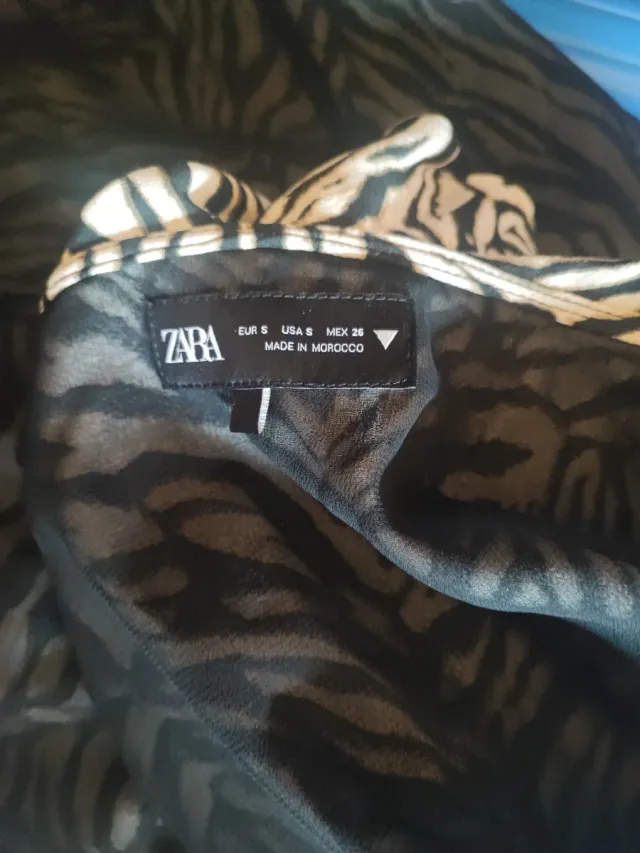 ZARA
EUR S USA S MEX 26
MADE IN MOROCCO